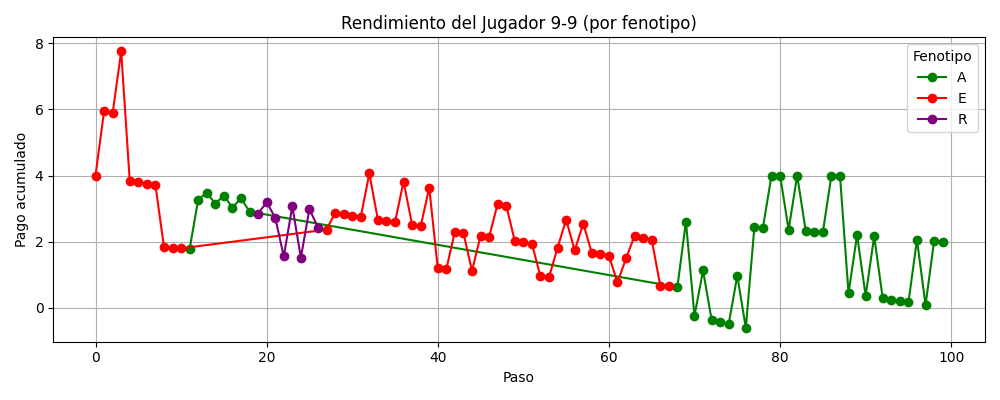 Rendimiento del Jugador 9-9 (por fenotipo)
Pago acumulado
8
6
4
2
0
Fenotipo
A
E
R
0 20 40 60 80 100
Paso